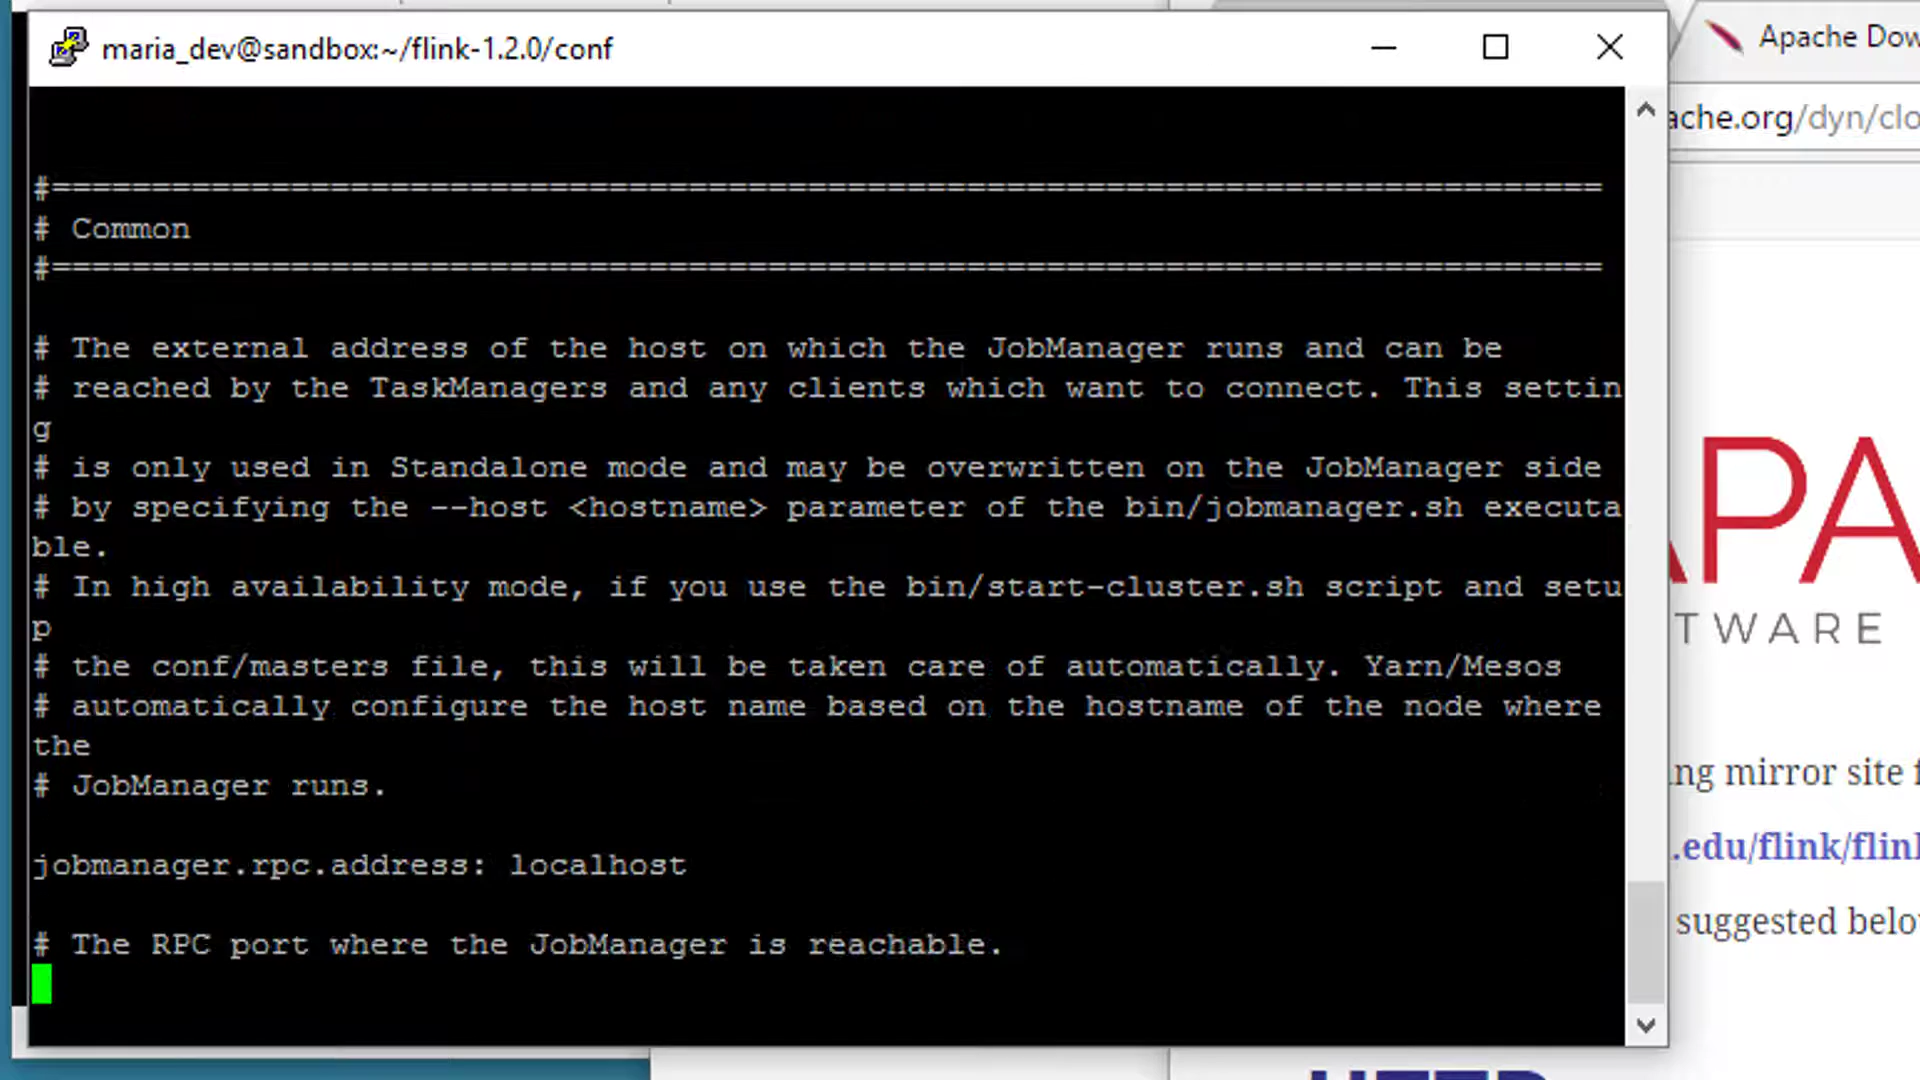 maria_dev@sandbox:~/flink-1.2.0/conf
Apache Dow
ache.org/dyn/clo
#==============================================================================
# Common
#==============================================================================
# The external address of the host on which the JobManager runs and can be
# reached by the TaskManagers and any clients which want to connect. This settin
g
# is only used in Standalone mode and may be overwritten on the JobManager side
# by specifying the --host <hostname> parameter of the bin/jobmanager.sh executa
ble.
# In high availability mode, if you use the bin/start-cluster.sh script and setu
p
# the conf/masters file, this will be taken care of automatically. Yarn/Mesos
# automatically configure the host name based on the hostname of the node where
the
# JobManager runs.
jobmanager.rpc.address: localhost
# The RPC port where the JobManager is reachable.
APA
TWARE
ng mirror site f
.edu/flink/flink
suggested belo
HTTP